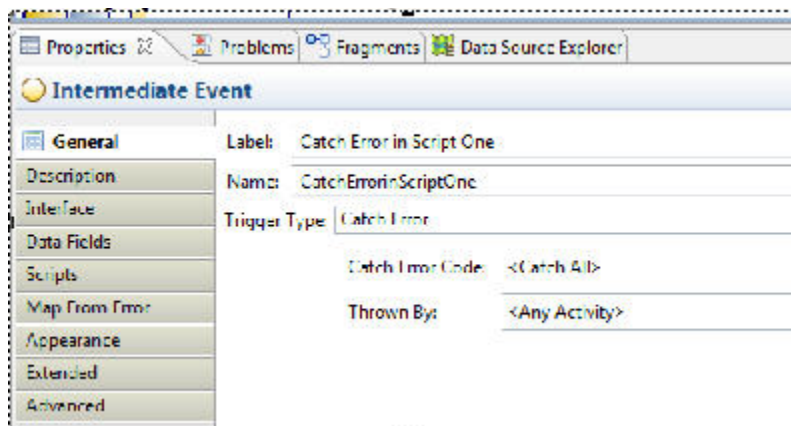 Properties Problems Fragments Data Source Explorer
Intermediate Event
General
Description
Interface
Data Fields
Scripts
Map From Error
Appearance
Extended
Advanced
Label: Catch Error in Script One
Name: CatchErrorinScriptOne
Trigger Type: Catch Error
Catch Error Code: <Catch All>
Thrown By: <Any Activity>